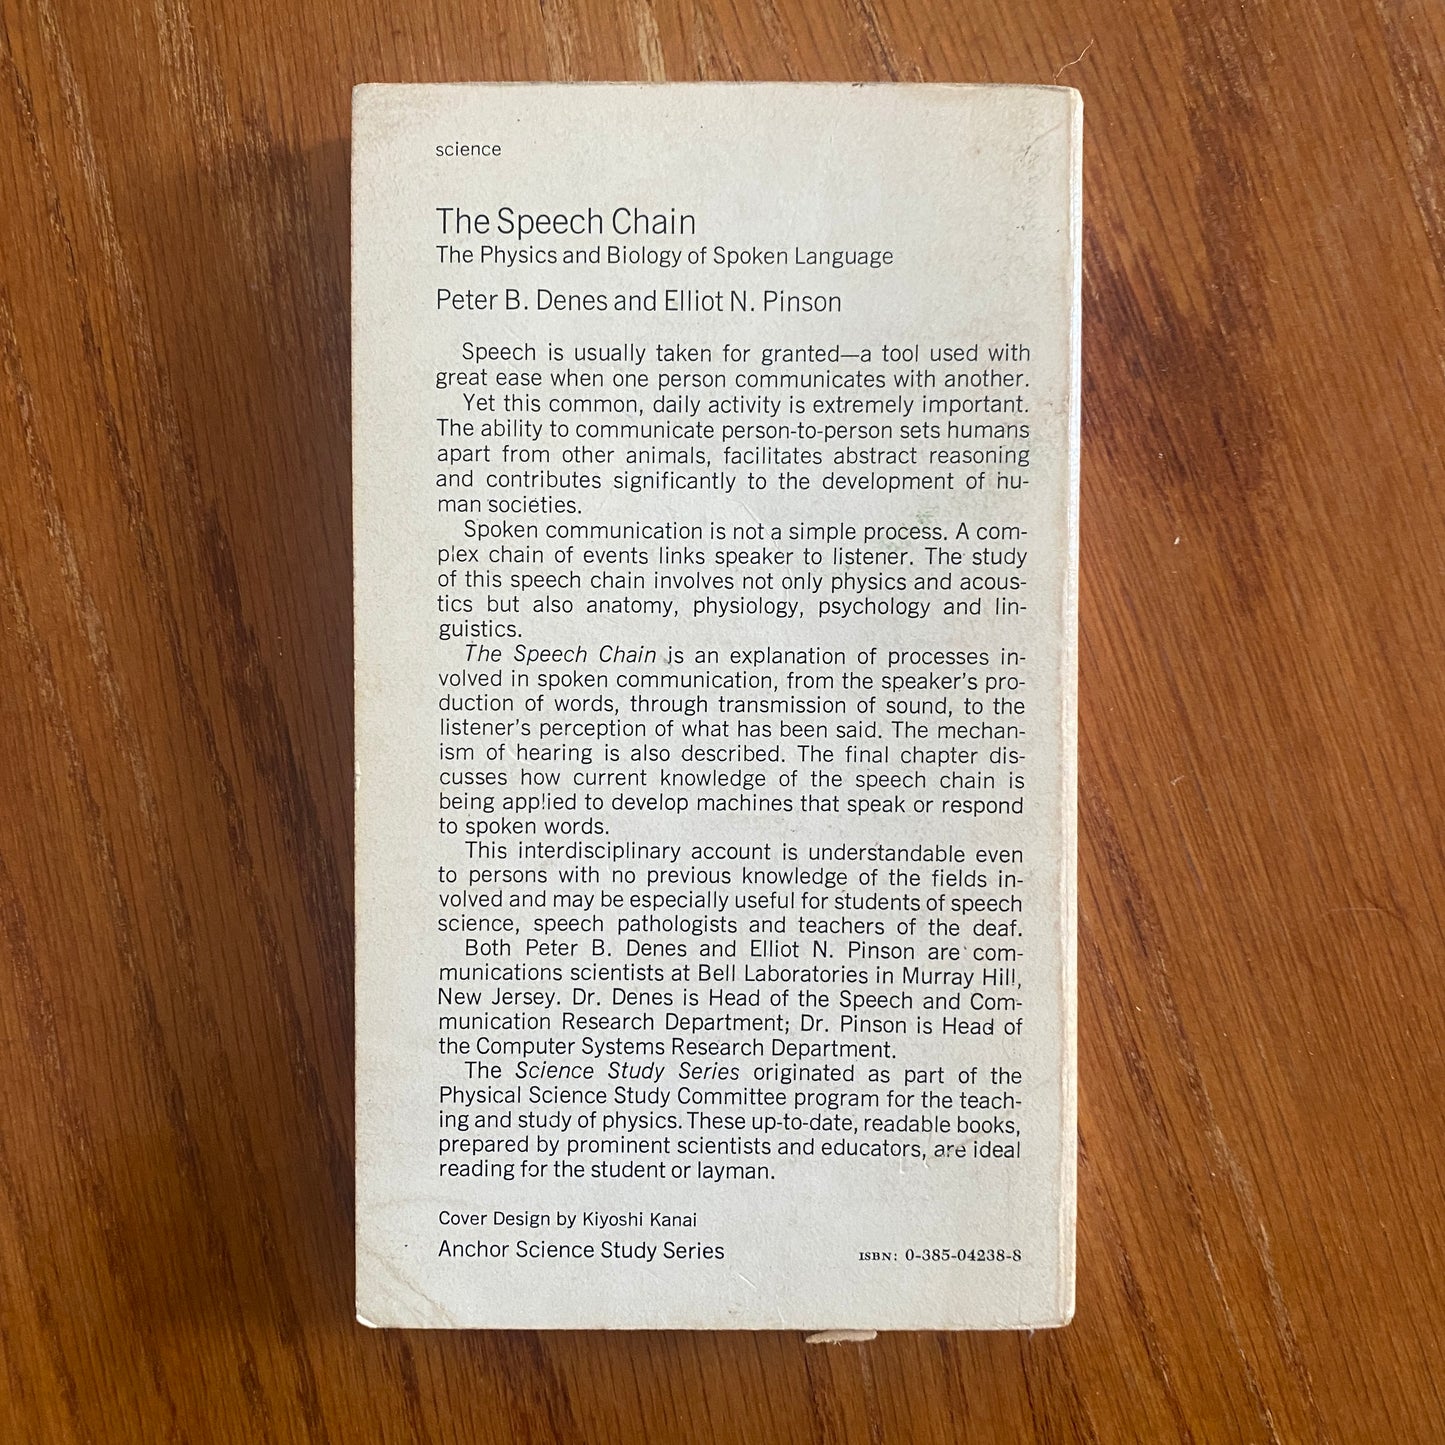 science
The Speech Chain
The Physics and Biology of Spoken Language
Peter B. Denes and Elliot N. Pinson
Speech is usually taken for granted—a tool used with
great ease when one person communicates with another.
Yet this common, daily activity is extremely important.
The ability to communicate person-to-person sets humans
apart from other animals, facilitates abstract reasoning
and contributes significantly to the development of hu-
man societies.
Spoken communication is not a simple process. A com-
plex chain of events links speaker to listener. The study
of this speech chain involves not only physics and acous-
tics but also anatomy, physiology, psychology and lin-
guistics.
The Speech Chain is an explanation of processes in-
volved in spoken communication, from the speaker's pro-
duction of words, through transmission of sound, to the
listener's perception of what has been said. The mechan-
ism of hearing is also described. The final chapter dis-
cusses how current knowledge of the speech chain is
being applied to develop machines that speak or respond
to spoken words.
This interdisciplinary account is understandable even
to persons with no previous knowledge of the fields in-
volved and may be especially useful for students of speech
science, speech pathologists and teachers of the deaf.
Both Peter B. Denes and Elliot N. Pinson are com-
munications scientists at Bell Laboratories in Murray Hill,
New Jersey. Dr. Denes is Head of the Speech and Com-
munication Research Department; Dr. Pinson is Head of
the Computer Systems Research Department.
The Science Study Series originated as part of the
Physical Science Study Committee program for the teach-
ing and study of physics. These up-to-date, readable books,
prepared by prominent scientists and educators, are ideal
reading for the student or layman.
Cover Design by Kiyoshi Kanai
Anchor Science Study Series
ISBN: 0-385-04238-8